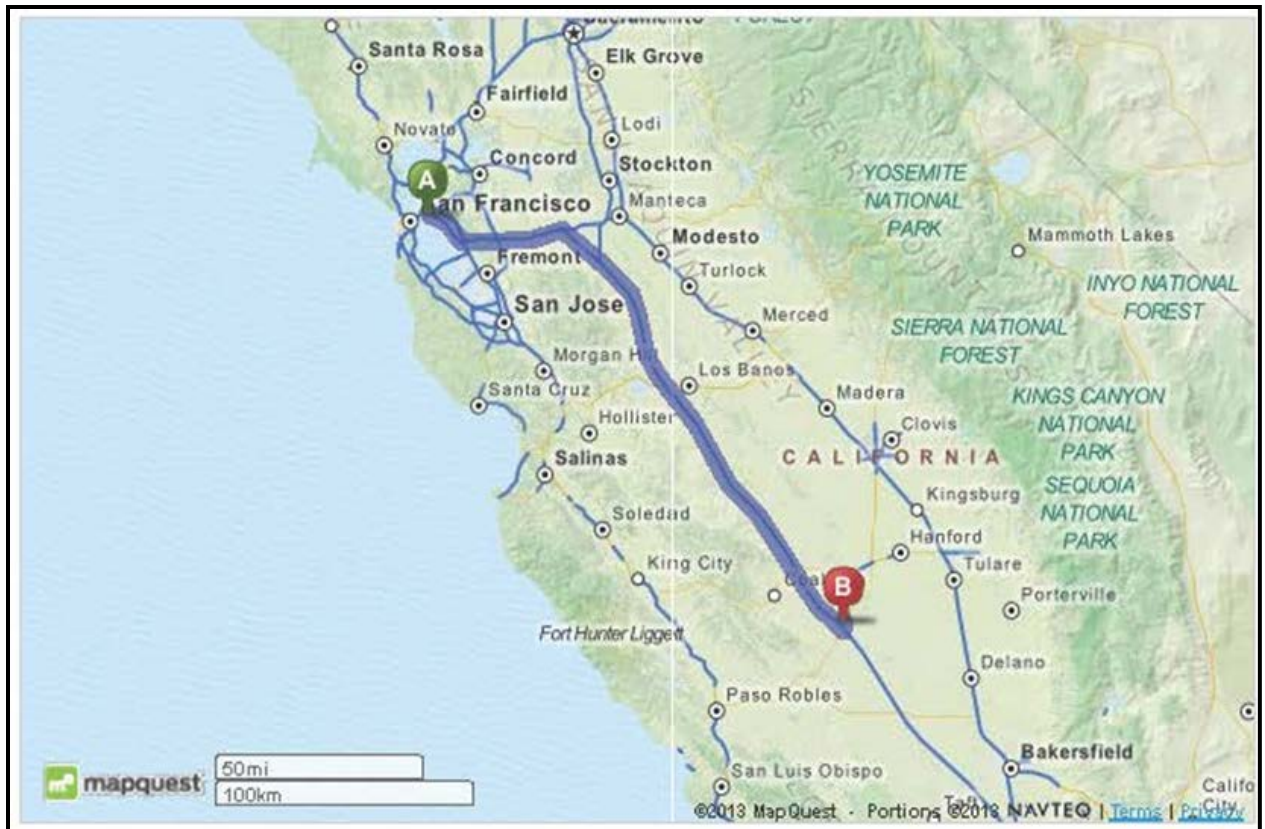 Santa Rosa
Elk Grove
Fairfield
Novato
Lodi
Concord
Stockton
YOSEMITE
NATIONAL
PARK
A
an Francisco
Manteca
Modesto
Mammoth Lakes
Fremont
Turlock
INYO NATIONAL
FOREST
San Jose
Merced
SIERRA NATIONAL
FOREST
Morgan
Los Banos
Santa Cruz
Madera
KINGS CANYON
NATIONAL
PARK
Hollister
Clovis
CALIFORNIA
Salinas
SEQUOIA
NATIONAL
PARK
Kingsburg
Soledad
Hanford
King City
B
Tulare
Porterville
Fort Hunter Liggett
Delano
Paso Robles
Bakersfield
mapquest
50mi
100km
San Luis Obispo
Califo
City
©2013 MapQuest - Portions ©2013 NAVTEQ | Terms | Privacy